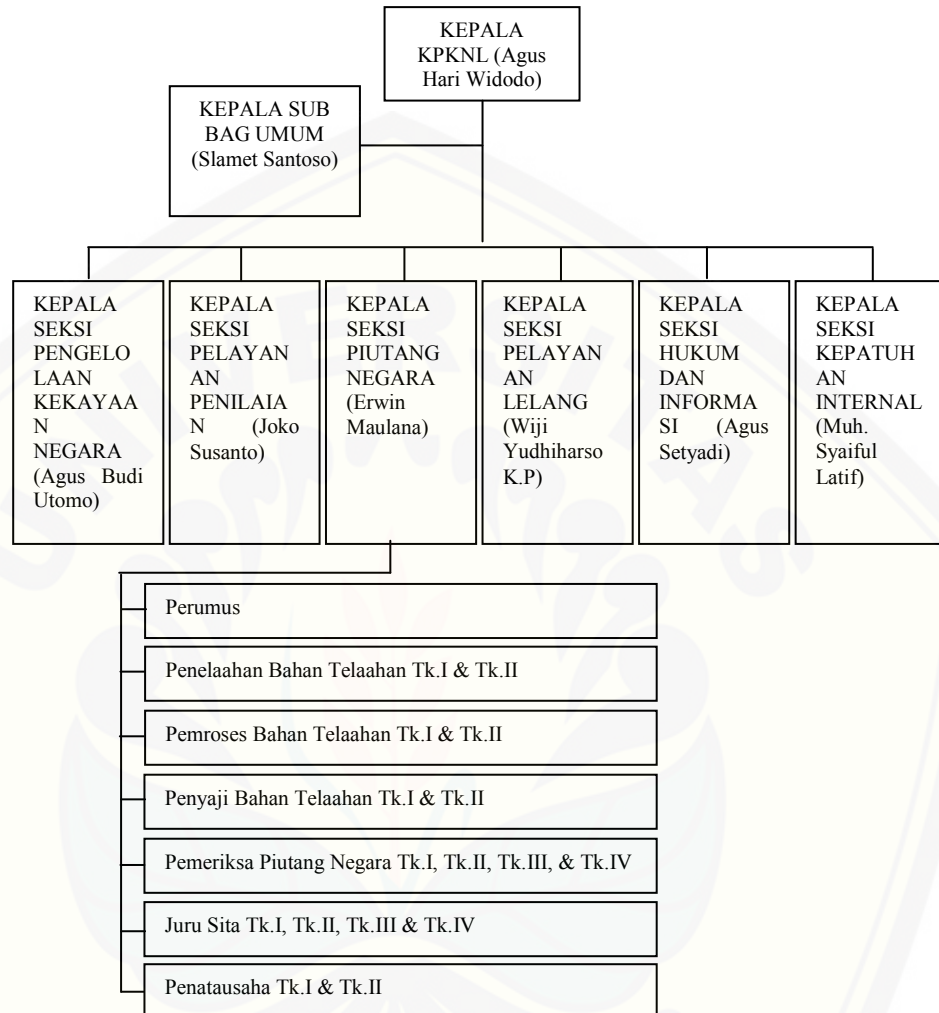 KEPALA
KPKNL (Agus
Hari Widodo)
KEPALA SUB
BAG UMUM
(Slamet Santoso)
KEPALA
SEKSI
PENGELO
LAAN
KEKAYAA
N
NEGARA
(Agus Budi
Utomo)
KEPALA
SEKSI
PELAYAN
AN
PENILAIA
N (Joko
Susanto)
KEPALA
SEKSI
PIUTANG
NEGARA
(Erwin
Maulana)
KEPALA
SEKSI
PELAYAN
AN
LELANG
(Wiji
Yudhiharso
K.P)
KEPALA
SEKSI
HUKUM
DAN
INFORMA
SI (Agus
Setyadi)
KEPALA
SEKSI
KEPATUH
AN
INTERNAL
(Muh.
Syaiful
Latif)
Perumus
Penelaahan Bahan Telaahan Tk.I & Tk.II
Pemroses Bahan Telaahan Tk.I & Tk.II
Penyaji Bahan Telaahan Tk.I & Tk.II
Pemeriksa Piutang Negara Tk.I, Tk.II, Tk.III, & Tk.IV
Juru Sita Tk.I, Tk.II, Tk.III & Tk.IV
Penatausaha Tk.I & Tk.II
UNIVERSITAS